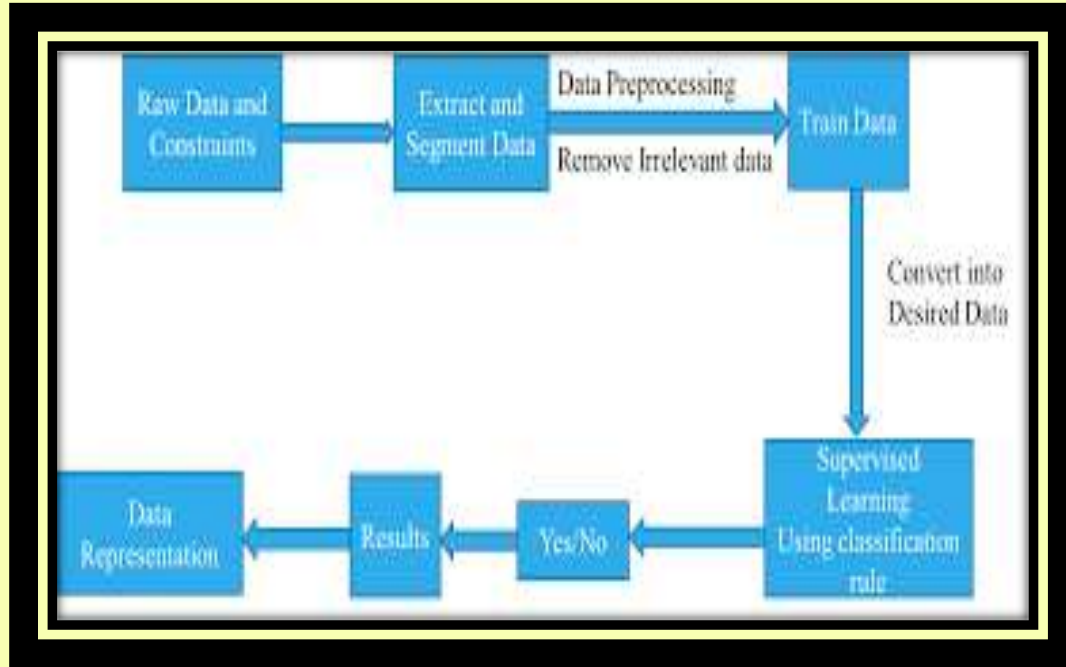 Raw Data and
Constraints
Extract and
Segment Data
Data Preprocessing
Remove Irrelevant data
Train Data
Convert into
Desired Data
Supervised
Learning
Using classification
rule
Yes/No
Results
Data
Representation